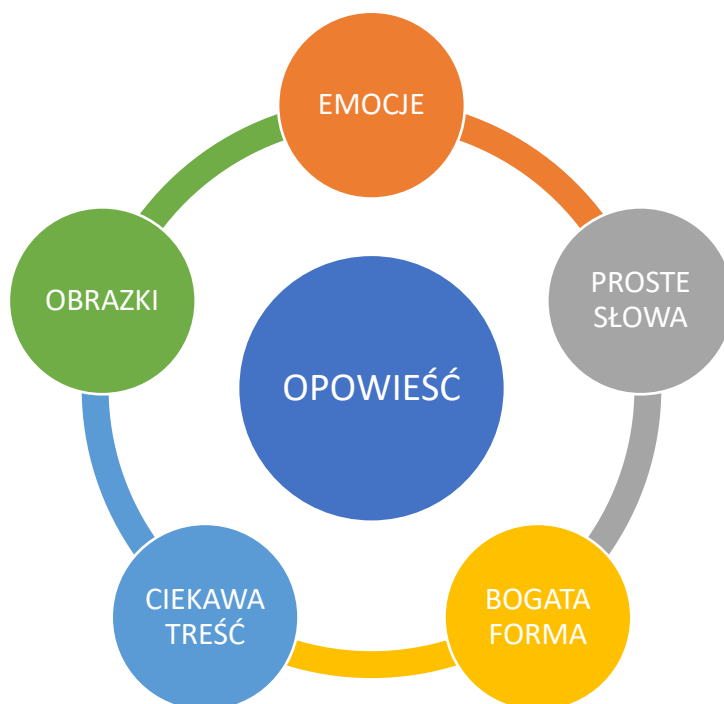 EMOCJE
PROSTE
SŁOWA
BOGATA
FORMA
CIEKAWA
TREŚĆ
OBRAZKI
OPOWIEŚĆ